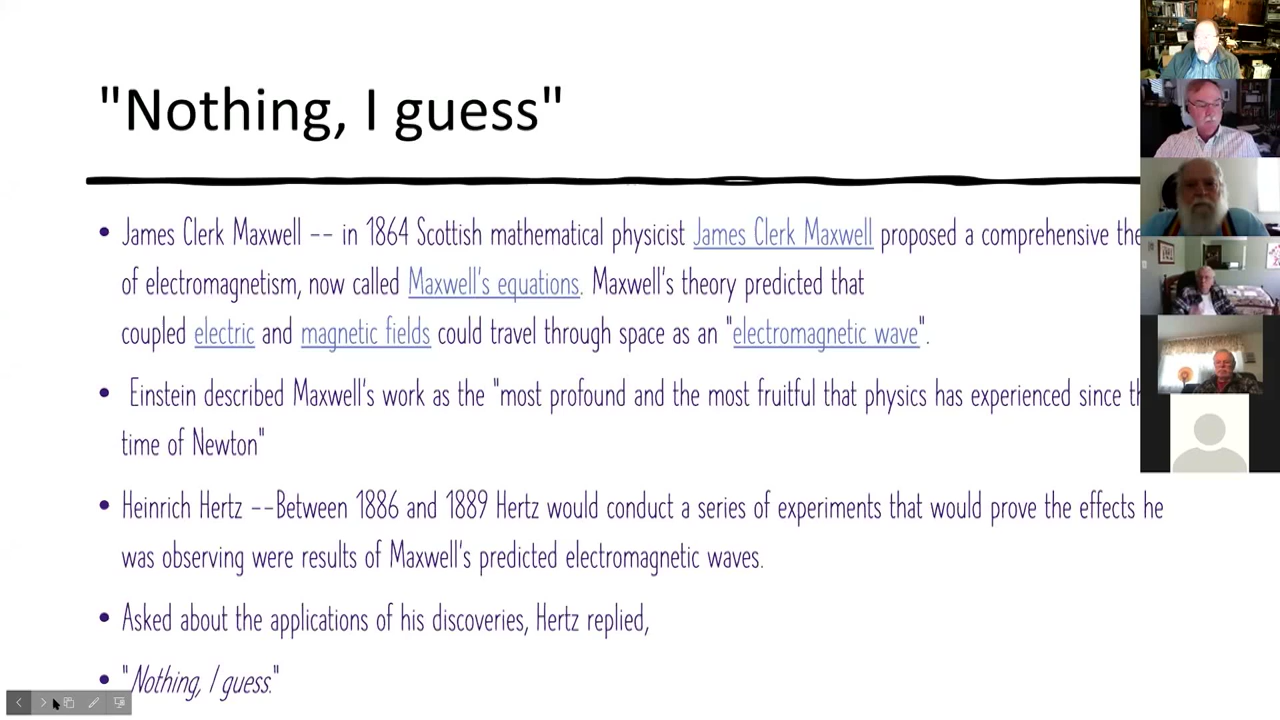 "Nothing, I guess"
• James Clerk Maxwell -- in 1864 Scottish mathematical physicist James Clerk Maxwell proposed a comprehensive
of electromagnetism, now called Maxwell's equations. Maxwell's theory predicted that
coupled electric and magnetic fields could travel through space as an "electromagnetic wave".
• Einstein described Maxwell's work as the "most profound and the most fruitful that physics has experienced since
time of Newton"
• Heinrich Hertz --Between 1886 and 1889 Hertz would conduct a series of experiments that would prove the effects he
was observing were results of Maxwell's predicted electromagnetic waves.
• Asked about the applications of his discoveries, Hertz replied,
• "Nothing, I guess."